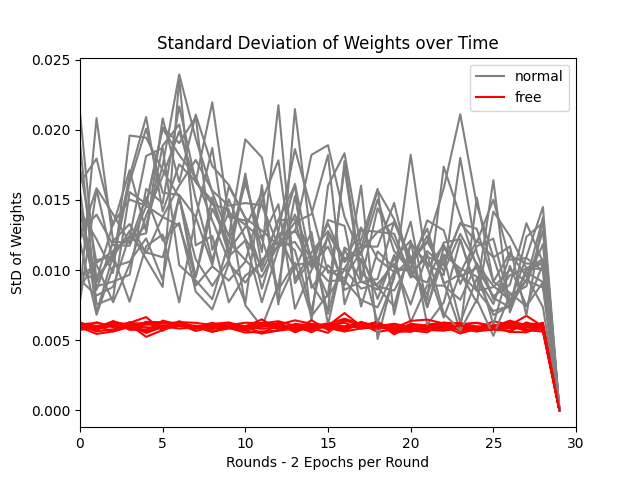 Standard Deviation of Weights over Time
StD of Weights
0.025
0.020
0.015
0.010
0.005
0.000
normal
free
0 5 10 15 20 25 30
Rounds - 2 Epochs per Round